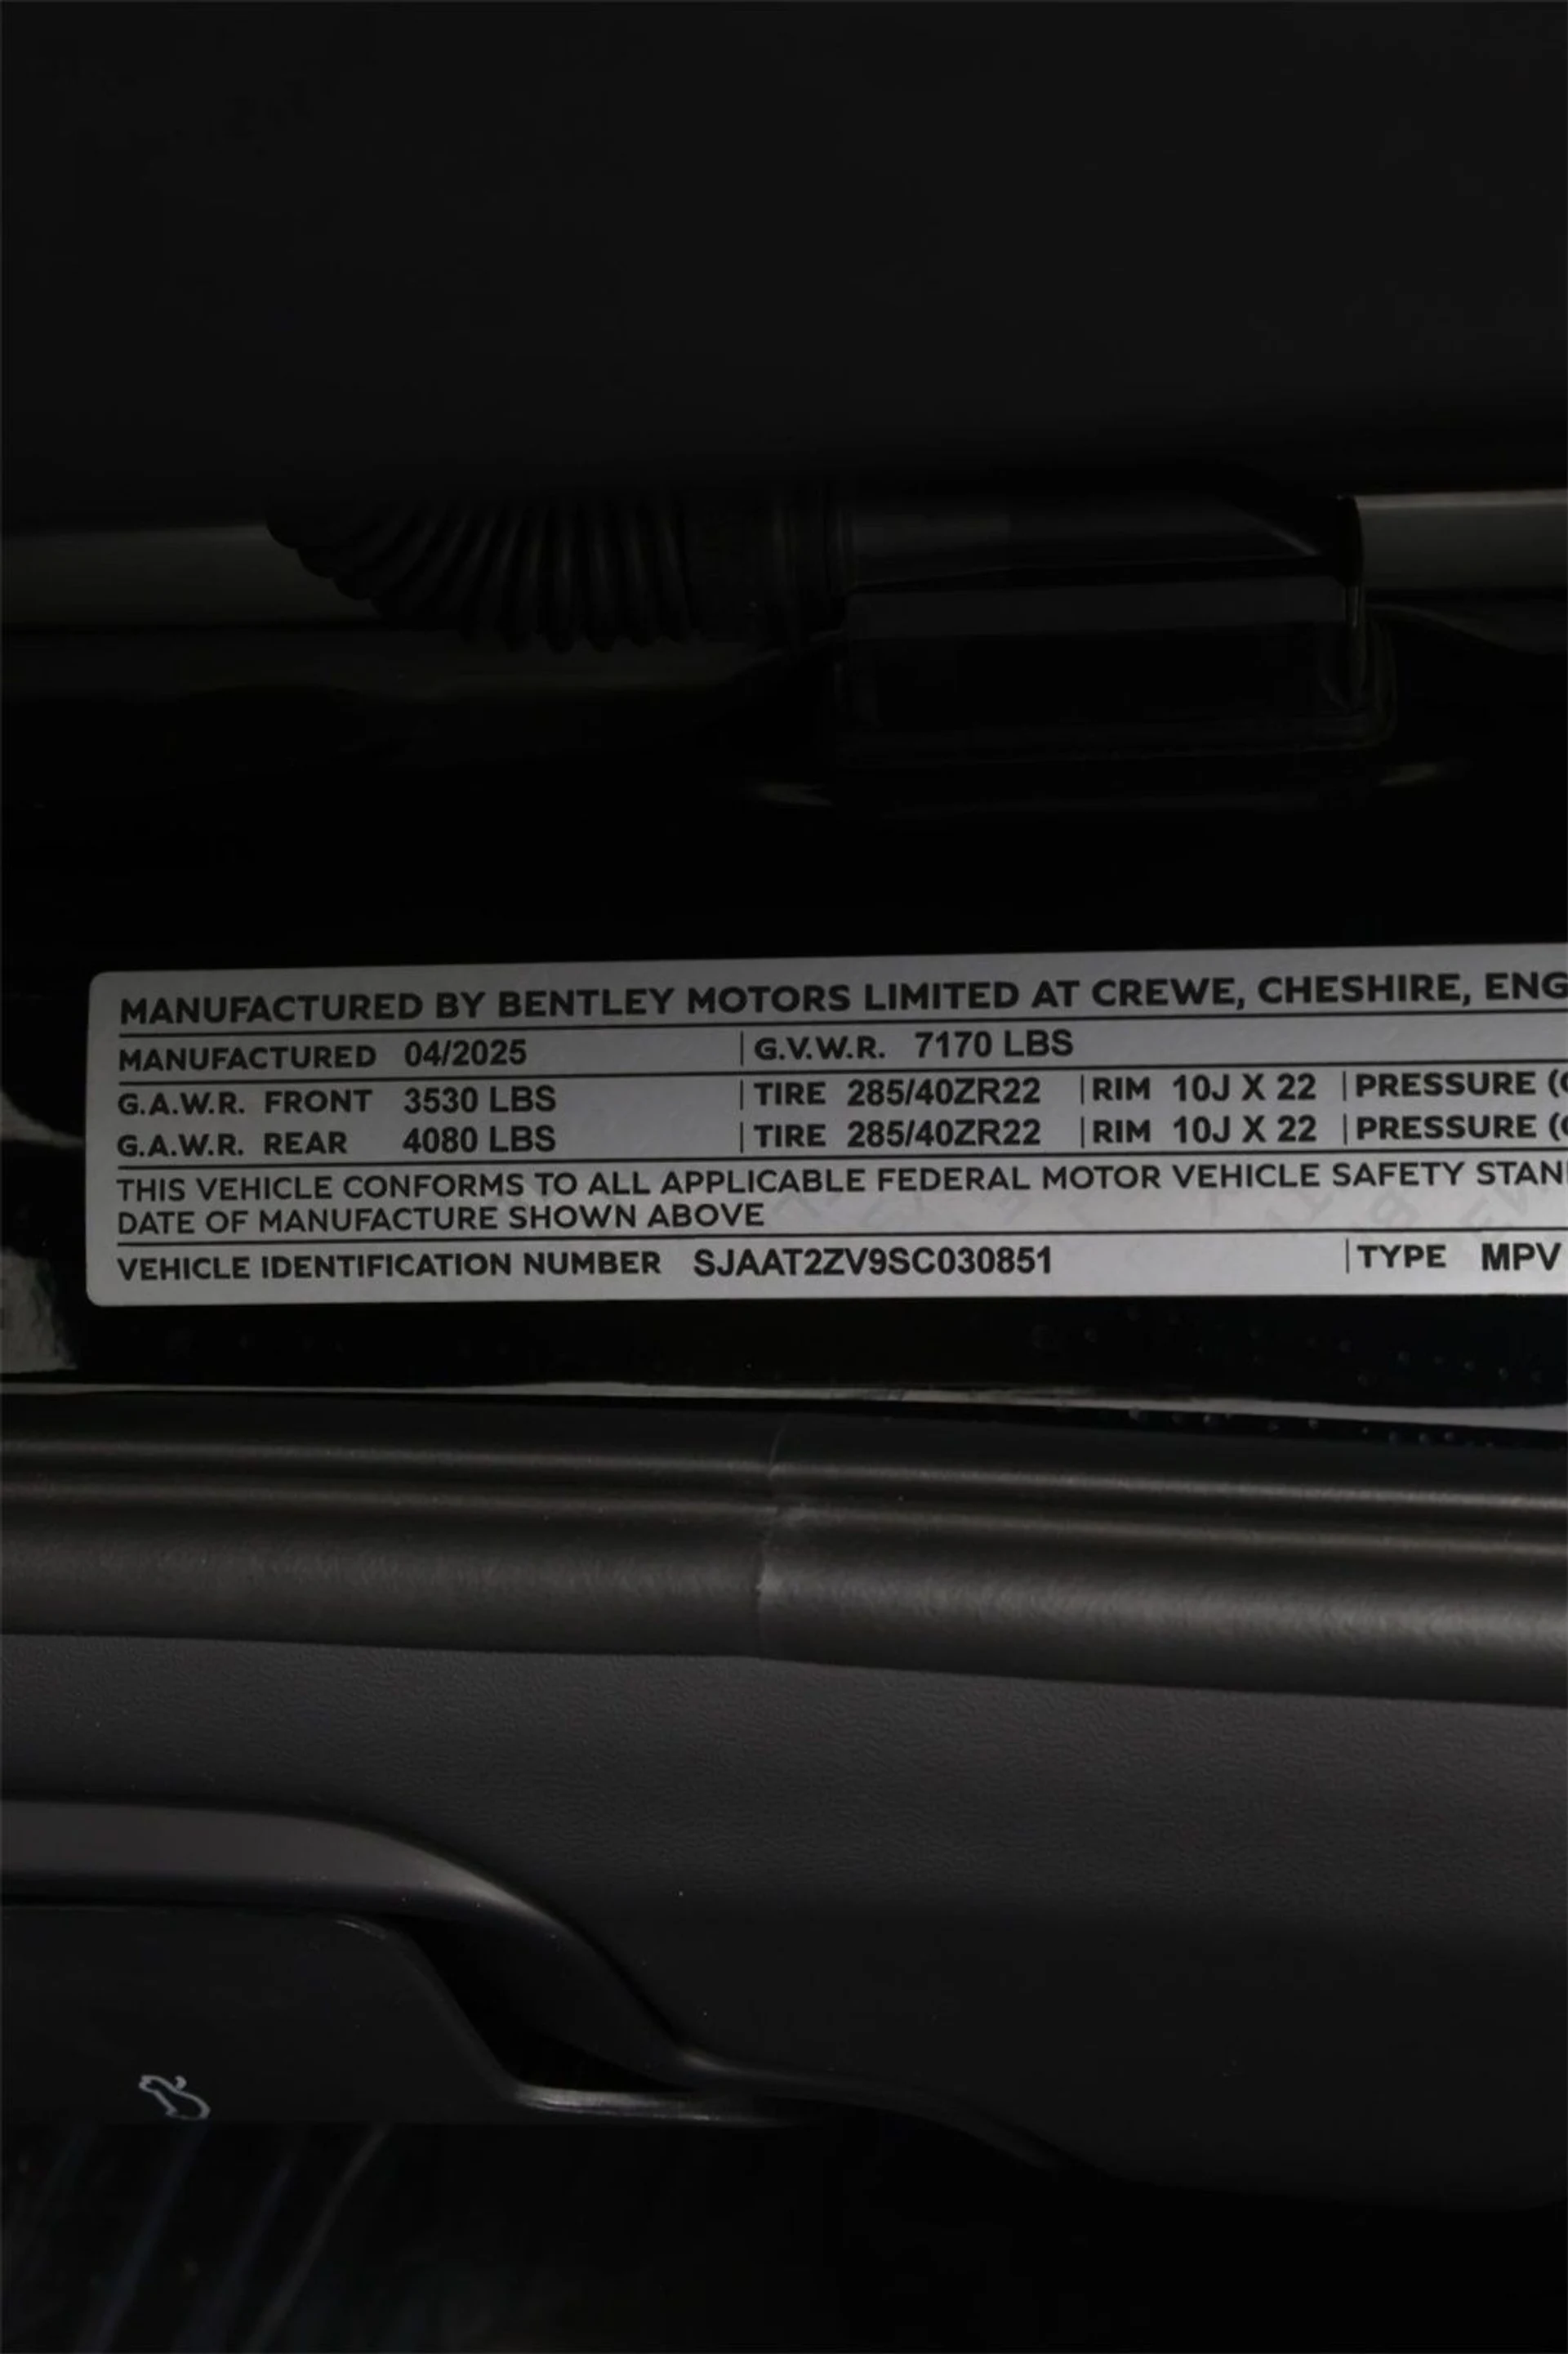 MANUFACTURED BY BENTLEY MOTORS LIMITED AT CREWE, CHESHIRE, ENG
MANUFACTURED 04/2025 | G.V.W.R. 7170 LBS
G.A.W.R. FRONT 3530 LBS | TIRE 285/40ZR22 | RIM 10J X 22 | PRESSURE (
G.A.W.R. REAR 4080 LBS | TIRE 285/40ZR22 | RIM 10J X 22 | PRESSURE (
THIS VEHICLE CONFORMS TO ALL APPLICABLE FEDERAL MOTOR VEHICLE SAFETY STAN
DATE OF MANUFACTURE SHOWN ABOVE
VEHICLE IDENTIFICATION NUMBER SJAAT2ZV9SC030851 | TYPE MPV